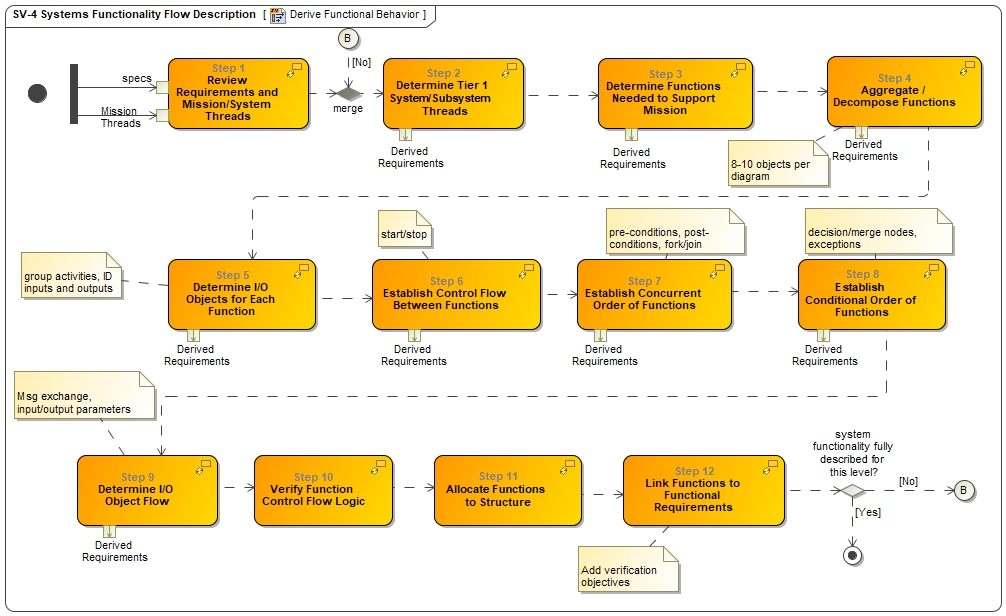 SV-4 Systems Functionality Flow Description [ Derive Functional Behavior ]
B
[No]
merge
specs
Mission
Threads
Step 1
Review
Requirements and
Mission/System
Threads
Step 2
Determine Tier 1
System/Subsystem
Threads
Derived
Requirements
Step 3
Determine Functions
Needed to Support
Mission
Derived
Requirements
Step 4
Aggregate /
Decompose Functions
Derived
Requirements
8-10 objects per
diagram
group activities, ID
inputs and outputs
Step 5
Determine I/O
Objects for Each
Function
Derived
Requirements
start/stop
Step 6
Establish Control Flow
Between Functions
Derived
Requirements
pre-conditions, post-
conditions, fork/join
Step 7
Establish Concurrent
Order of Functions
Derived
Requirements
decision/merge nodes,
exceptions
Step 8
Establish
Conditional Order of
Functions
Derived
Requirements
Msg exchange,
input/output parameters
Step 9
Determine I/O
Object Flow
Derived
Requirements
Step 10
Verify Function
Control Flow Logic
Step 11
Allocate Functions
to Structure
Step 12
Link Functions to
Functional
Requirements
Add verification
objectives
system
functionality fully
described for
this level?
[No]
B
[Yes]